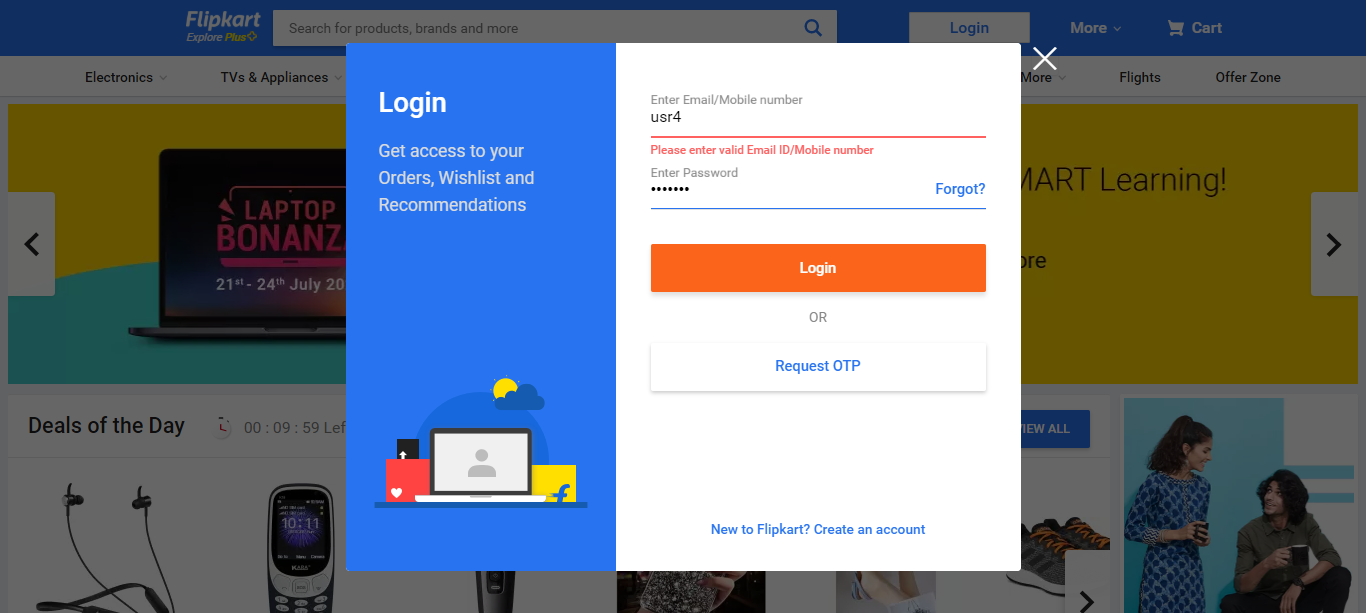 Flipkart
Explore Plus
Search for products, brands and more
Login
More
Cart
Electronics
TVs & Appliances
More
Flights
Offer Zone
Login
Get access to your
Orders, Wishlist and
Recommendations
Enter Email/Mobile number
usr4
Please enter valid Email ID/Mobile number
Enter Password
•••••••
Forgot?
Login
OR
Request OTP
New to Flipkart? Create an account
LAPTOP
BONANZA
21st - 24th July 20
MART Learning!
ore
Deals of the Day
00 : 09 : 59 Lef
VIEW ALL
10:11
Menu